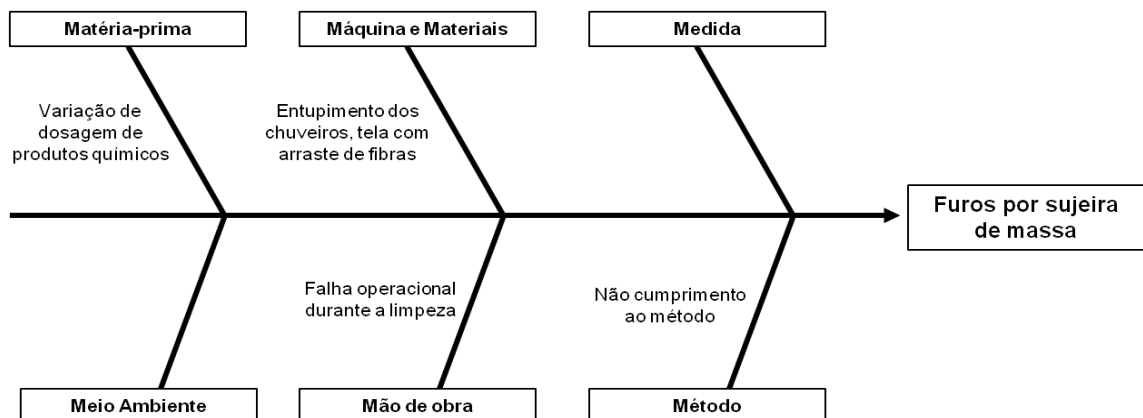 Matéria-prima
Máquina e Materiais
Medida
Variação de
dosagem de
produtos químicos
Entupimento dos
chuveiros, tela com
arraste de fibras
Furos por sujeira
de massa
Falha operacional
durante a limpeza
Não cumprimento
ao método
Meio Ambiente
Mão de obra
Método